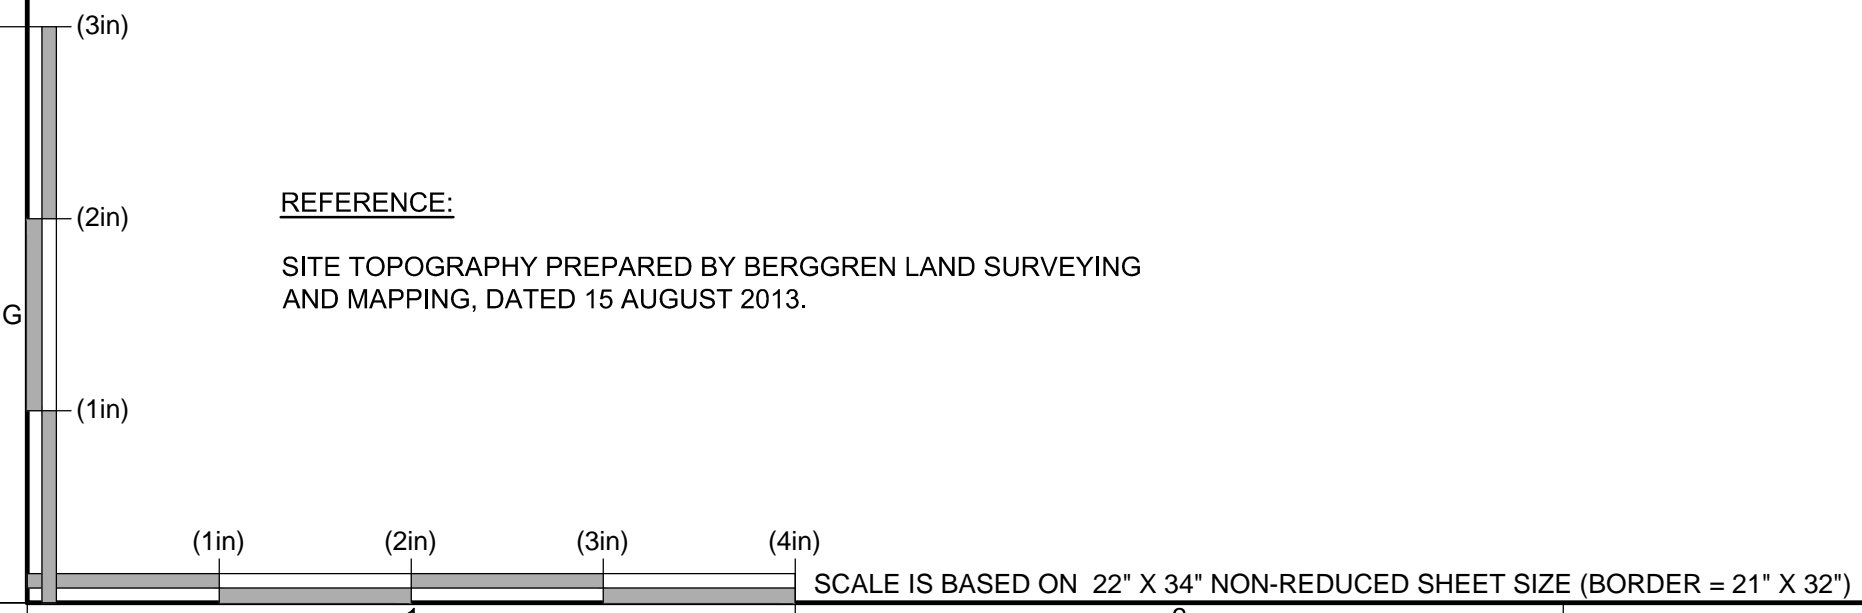 (3in)
(2in)
REFERENCE:
SITE TOPOGRAPHY PREPARED BY BERGGREN LAND SURVEYING
AND MAPPING, DATED 15 AUGUST 2013.
G
(1in)
(1in) (2in) (3in) (4in)
SCALE IS BASED ON 22" X 34" NON-REDUCED SHEET SIZE (BORDER = 21" X 32")